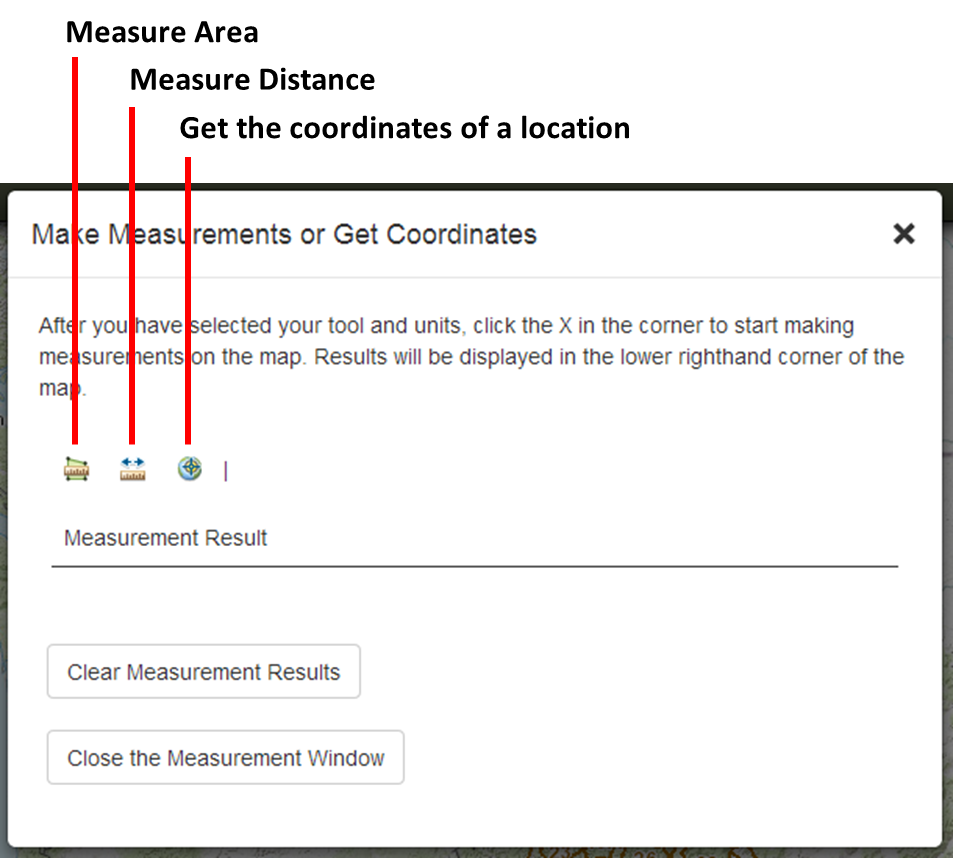 Measure Area
Measure Distance
Get the coordinates of a location
Make Measurements or Get Coordinates
After you have selected your tool and units, click the X in the corner to start making
measurements on the map. Results will be displayed in the lower righthand corner of the
map.
|
Measurement Result
Clear Measurement Results
Close the Measurement Window